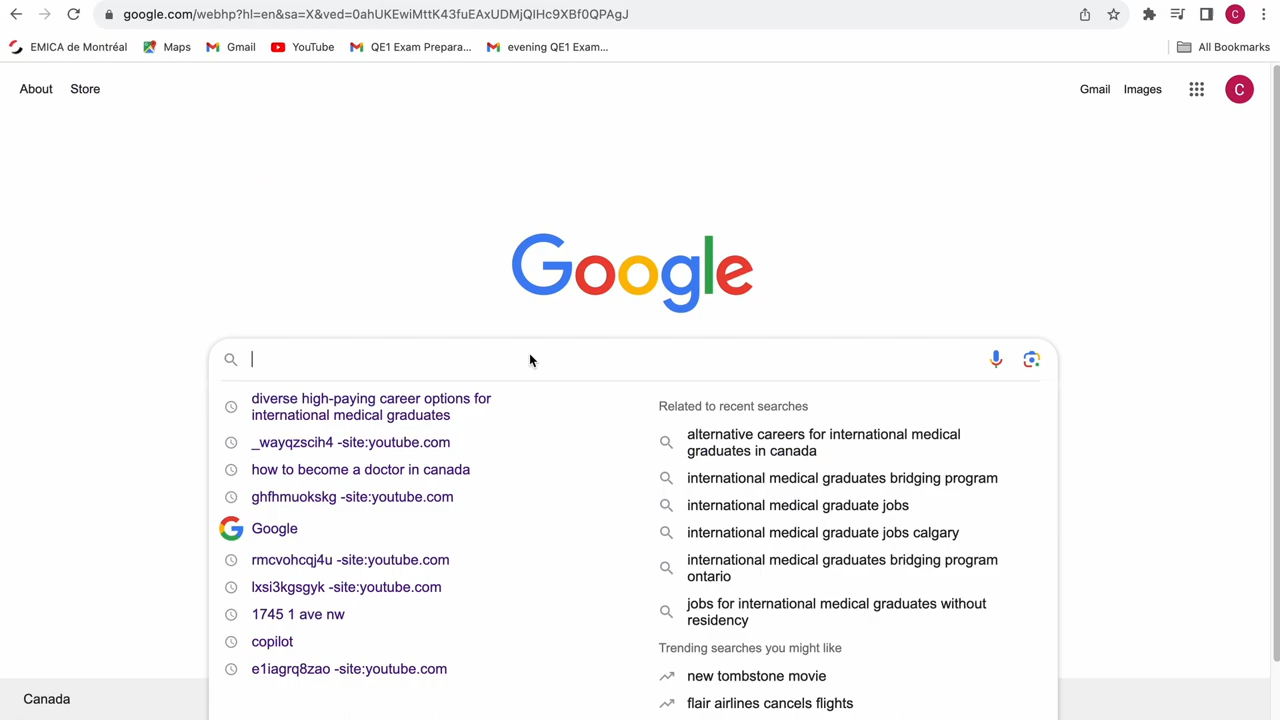 google.com/webhp?hl=en&sa=X&ved=0ahUKEwiMttK43fuEAxUDMjQIHc9XBf0QPAgJ
C
EMICA de Montréal
Maps
Gmail
YouTube
QE1 Exam Prepara...
evening QE1 Exam...
All Bookmarks
About
Store
Gmail
Images
C
Google
diverse high-paying career options for
international medical graduates
_wayqzscih4 -site:youtube.com
how to become a doctor in canada
ghfhmuokskg -site:youtube.com
Google
rmcvohcqj4u -site:youtube.com
lxsi3kgsgyk -site:youtube.com
1745 1 ave nw
copilot
e1iagrq8zao -site:youtube.com
Related to recent searches
alternative careers for international medical
graduates in canada
international medical graduates bridging program
international medical graduate jobs
international medical graduate jobs calgary
international medical graduates bridging program
ontario
jobs for international medical graduates without
residency
Trending searches you might like
new tombstone movie
flair airlines cancels flights
Canada